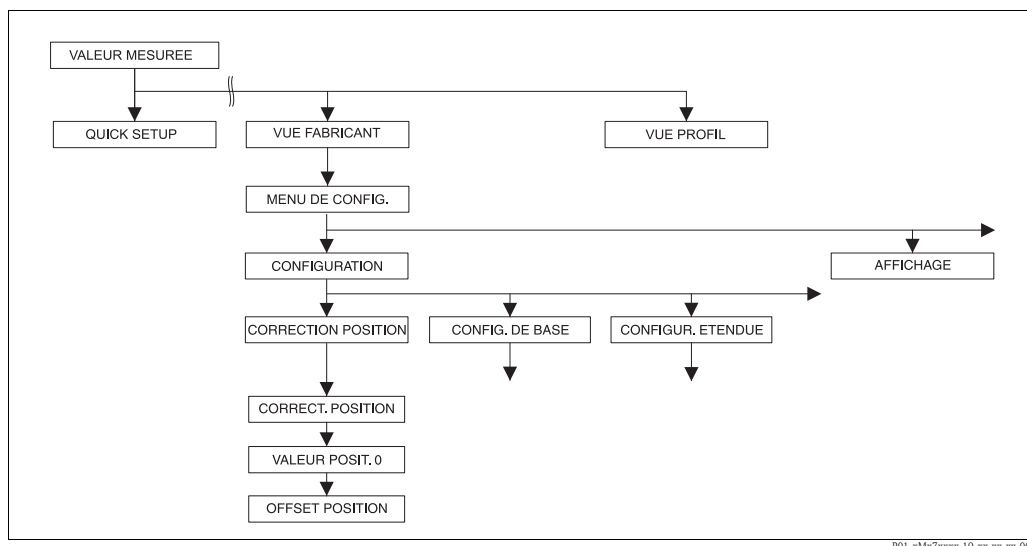 VALEUR MESUREE
QUICK SETUP
VUE FABRICANT
VUE PROFIL
MENU DE CONFIG.
CONFIGURATION
AFFICHAGE
CORRECTION POSITION
CONFIG. DE BASE
CONFIGUR. ETENDUE
CORRECT. POSITION
VALEUR POSIT. 0
OFFSET POSITION